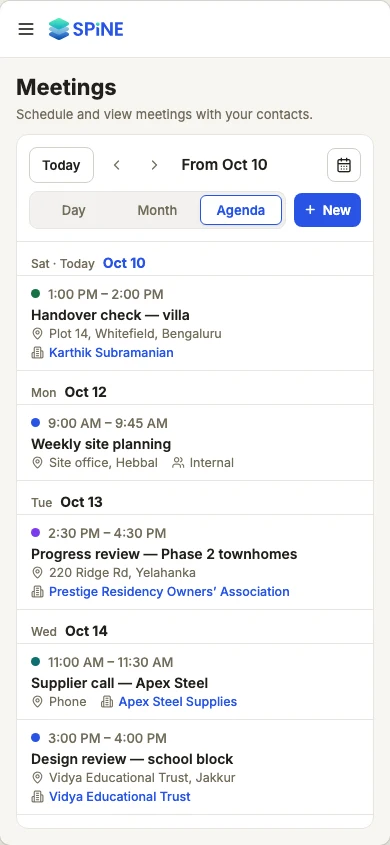 SPiNE
Meetings
Schedule and view meetings with your contacts.
Today
From Oct 10
Day
Month
Agenda
+ New
Sat · Today Oct 10
1:00 PM – 2:00 PM
Handover check — villa
Plot 14, Whitefield, Bengaluru
Karthik Subramanian
Mon Oct 12
9:00 AM – 9:45 AM
Weekly site planning
Site office, Hebbal Internal
Tue Oct 13
2:30 PM – 4:30 PM
Progress review — Phase 2 townhomes
220 Ridge Rd, Yelahanka
Prestige Residency Owners’ Association
Wed Oct 14
11:00 AM – 11:30 AM
Supplier call — Apex Steel
Phone Apex Steel Supplies
3:00 PM – 4:00 PM
Design review — school block
Vidya Educational Trust, Jakkur
Vidya Educational Trust